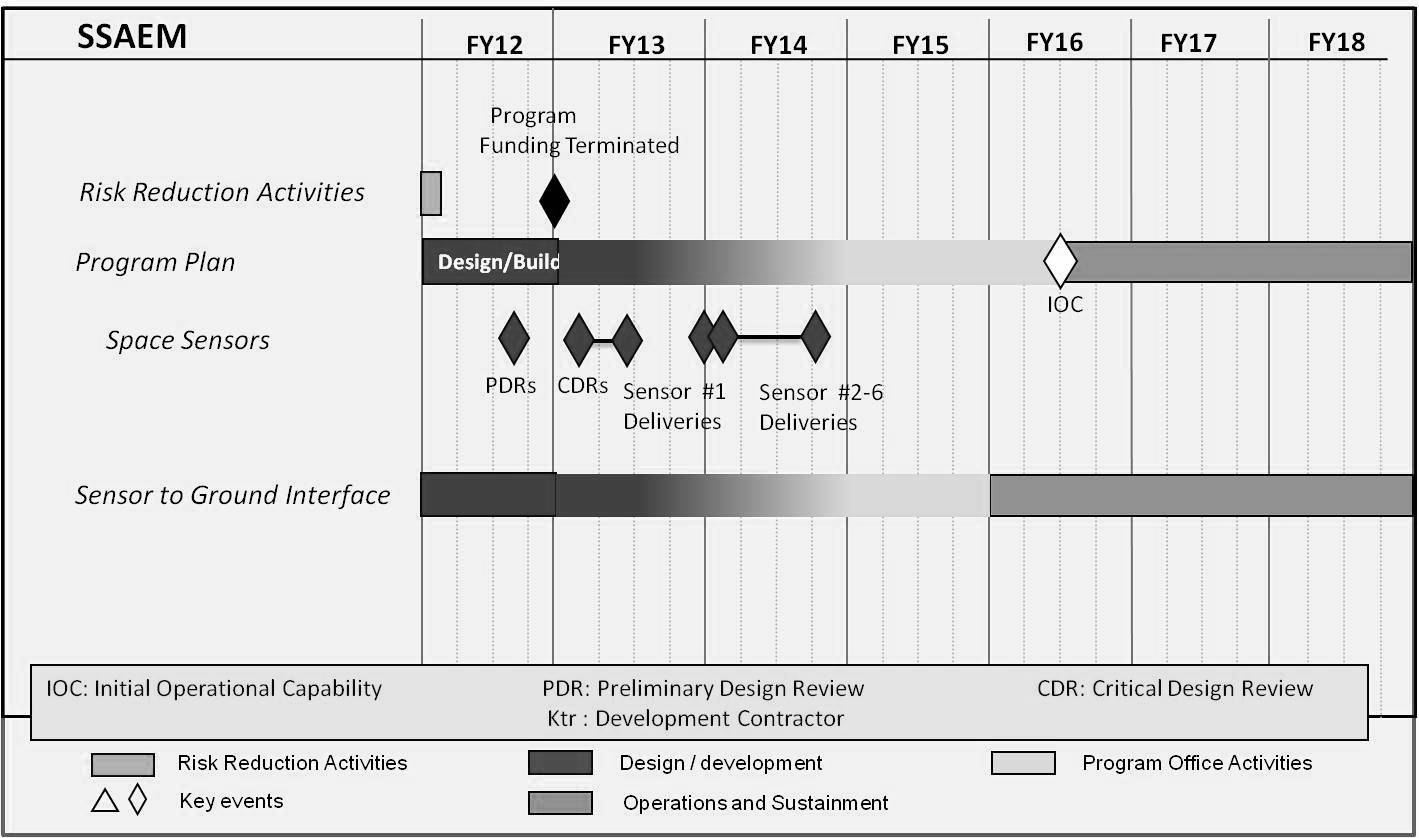 SSAEM
FY12 FY13 FY14 FY15 FY16 FY17 FY18
Program
Funding Terminated
Risk Reduction Activities
Program Plan
Design/Build
IOC
Space Sensors
PDRs CDRs Sensor #1 Sensor #2-6
Deliveries Deliveries
Sensor to Ground Interface
IOC: Initial Operational Capability PDR: Preliminary Design Review CDR: Critical Design Review
Ktr : Development Contractor
Risk Reduction Activities Design / development Program Office Activities
Key events Operations and Sustainment